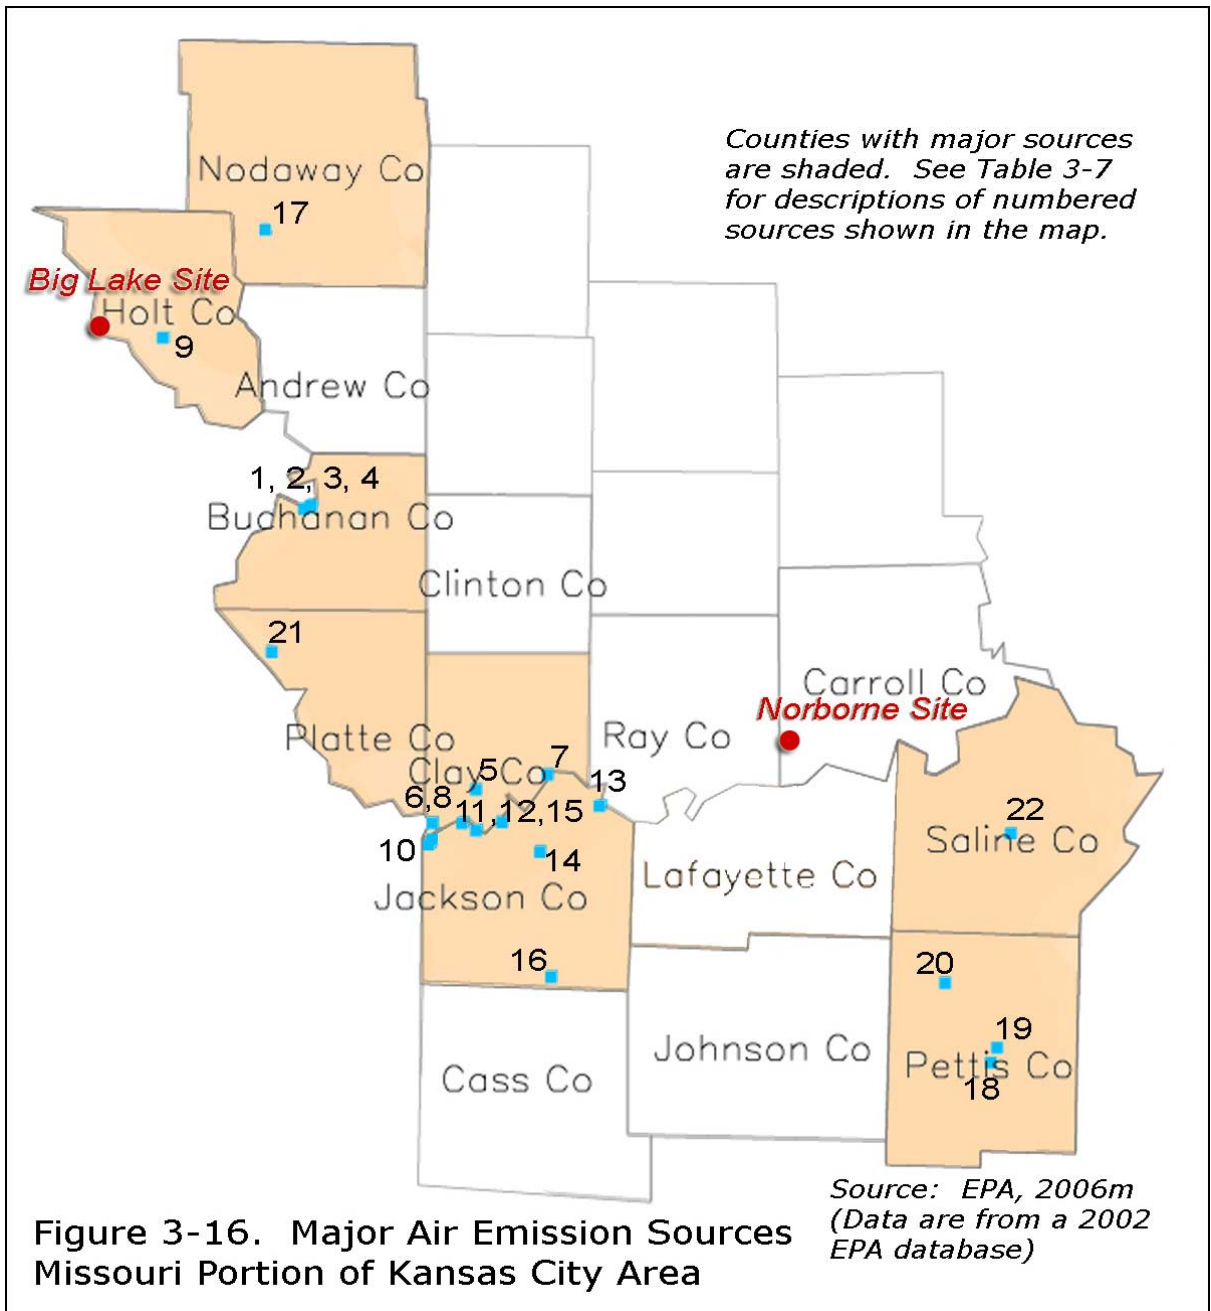 Counties with major sources
are shaded.  See Table 3-7
for descriptions of numbered
sources shown in the map.
Nodaway Co
17
Big Lake Site
Holt Co
9
Andrew Co
1, 2, 3, 4
Buchanan Co
Clinton Co
21
Carroll Co
Norborne Site
Platte Co
Ray Co
Clay Co
5
7
13
6,8
11,12,15
22
Saline Co
10
14
Lafayette Co
Jackson Co
16
20
19
Johnson Co
Pettis Co
18
Cass Co
Source:  EPA, 2006m
(Data are from a 2002
EPA database)
Figure 3-16.  Major Air Emission Sources
Missouri Portion of Kansas City Area